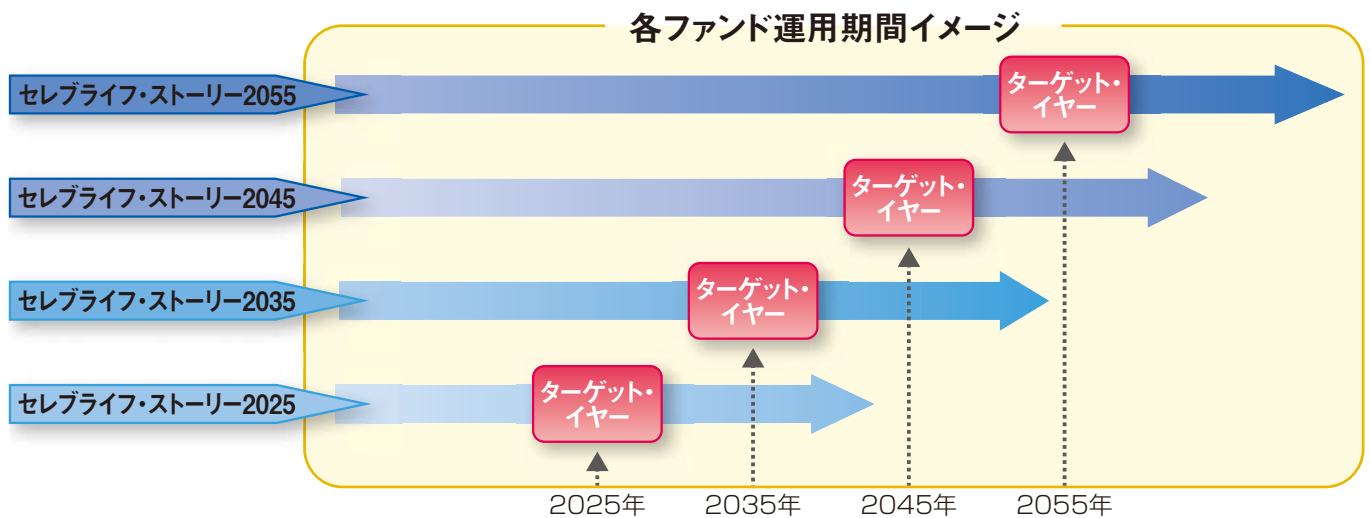 各ファンド運用期間イメージ
セレブライフ・ストーリー2055
ターゲット・
イヤー
セレブライフ・ストーリー2045
ターゲット・
イヤー
セレブライフ・ストーリー2035
ターゲット・
イヤー
セレブライフ・ストーリー2025
ターゲット・
イヤー
2025年 2035年 2045年 2055年